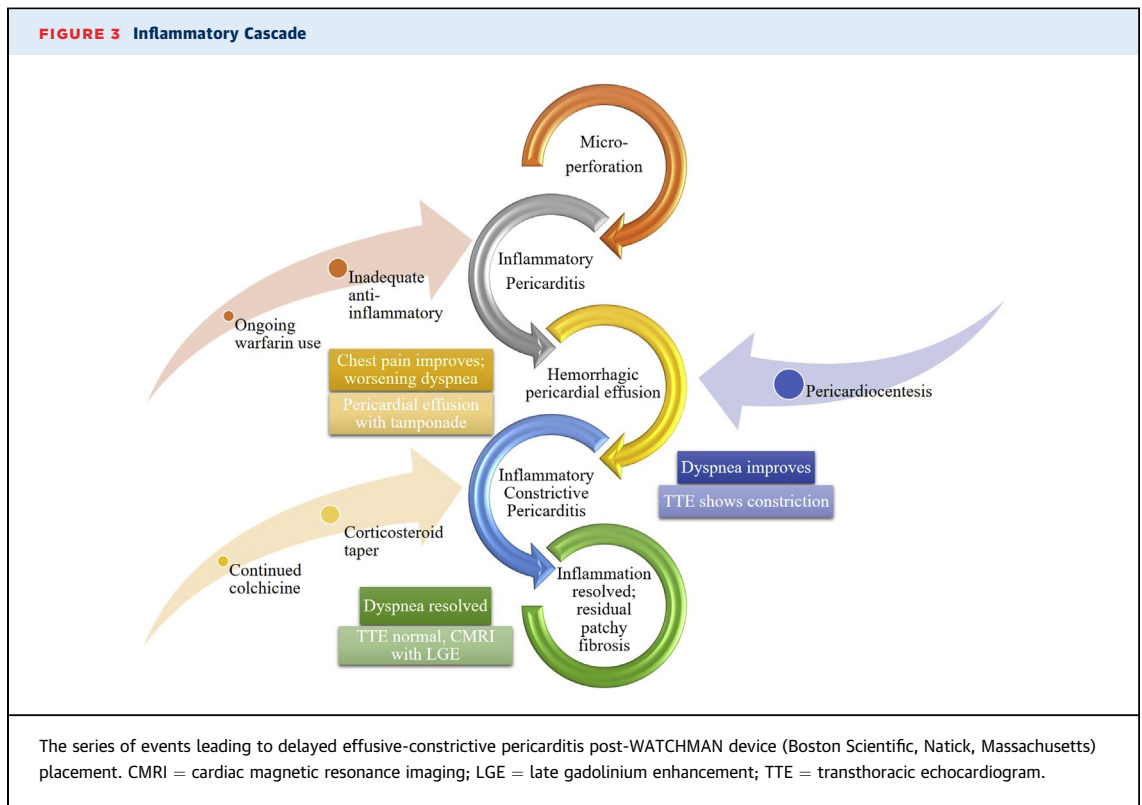 FIGURE 3 Inflammatory Cascade
Micro-
perforation
Inflammatory
Pericarditis
Inadequate
anti-
inflammatory
Ongoing
warfarin use
Chest pain improves;
worsening dyspnea
Pericardial effusion
with tamponade
Hemorrhagic
pericardial effusion
Pericardiocentesis
Dyspnea improves
TTE shows constriction
Inflammatory
Constrictive
Pericarditis
Corticosteroid
taper
Continued
colchicine
Dyspnea resolved
TTE normal, CMRI
with LGE
Inflammation
resolved;
residual
patchy
fibrosis
The series of events leading to delayed effusive-constrictive pericarditis post-WATCHMAN device (Boston Scientific, Natick, Massachusetts)
placement. CMRI = cardiac magnetic resonance imaging; LGE = late gadolinium enhancement; TTE = transthoracic echocardiogram.